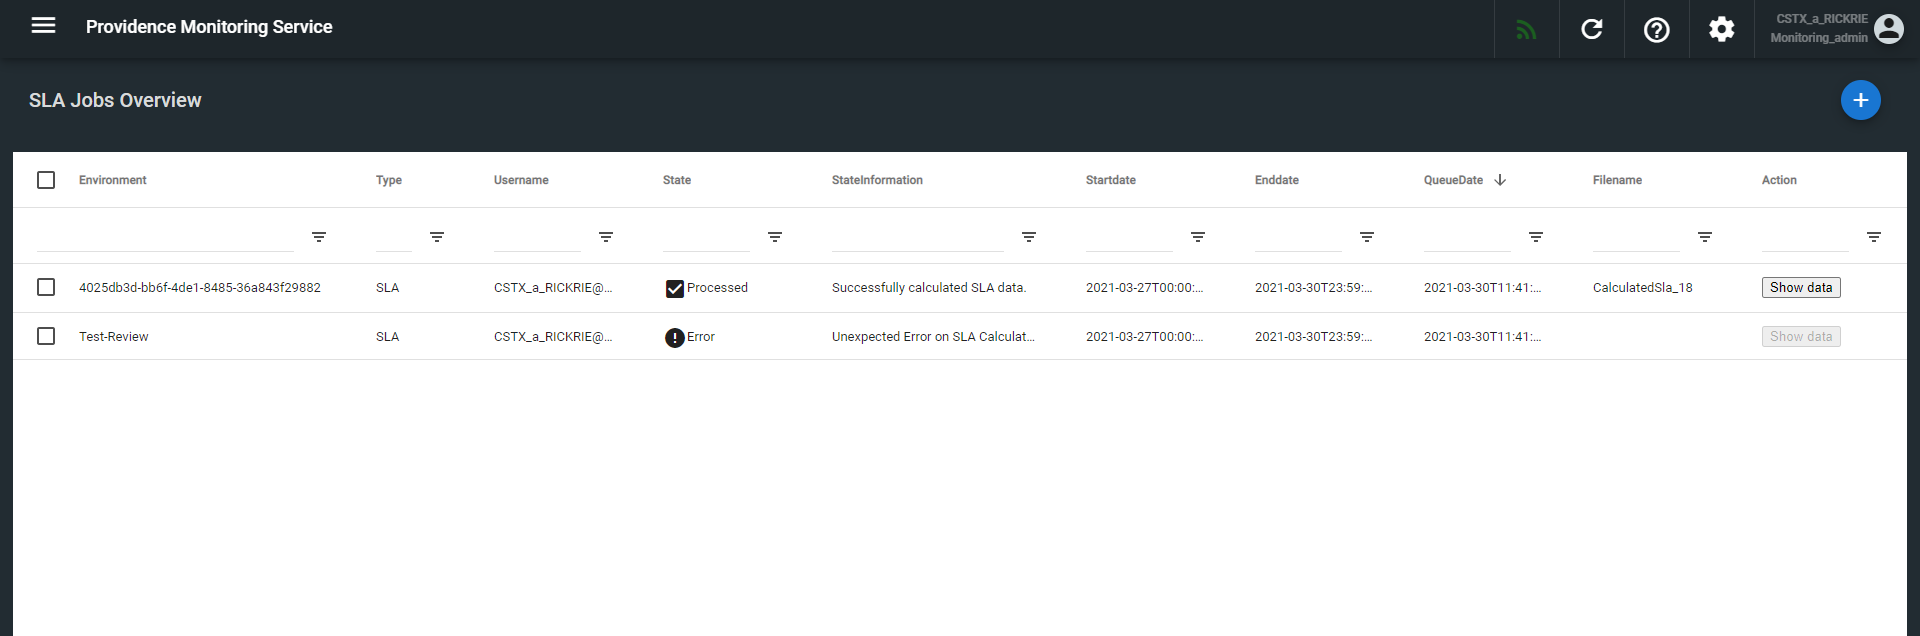 Providence Monitoring Service
CSTX_a_RICKRIE
Monitoring_admin
SLA Jobs Overview
Environment Type Username State StateInformation Startdate Enddate QueueDate Filename Action
4025db3d-bb6f-4de1-8485-36a843f29882 SLA CSTX_a_RICKRIE@... Processed Successfully calculated SLA data. 2021-03-27T00:00:... 2021-03-30T23:59:... 2021-03-30T11:41:... CalculatedSla_18 Show data
Test-Review SLA CSTX_a_RICKRIE@... Error Unexpected Error on SLA Calculat... 2021-03-27T00:00:... 2021-03-30T23:59:... 2021-03-30T11:41:... Show data